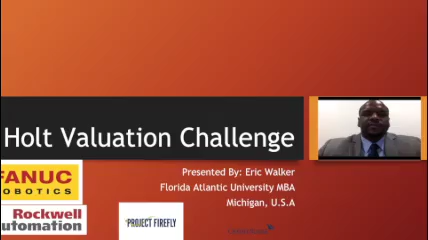 Holt Valuation Challenge
Presented By: Eric Walker
Florida Atlantic University MBA
Michigan, U.S.A
FANUC
ROBOTICS
Rockwell
Automation
PROJECT FIREFLY